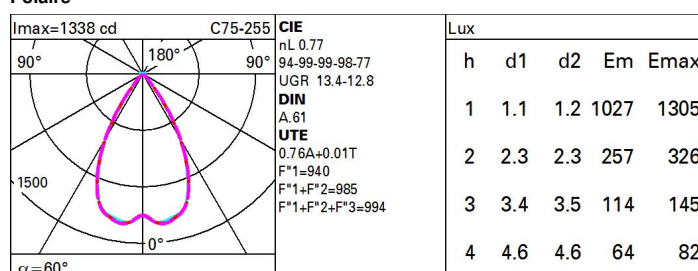 Polaire
Imax=1338 cd C75-255
90° 180° 90°
1500
0°
α=60°
CIE
nL 0.77
94-99-99-98-77
UGR 13.4-12.8
DIN
A.61
UTE
0.76A+0.01T
F"1=940
F"1+F"2=985
F"1+F"2+F"3=994
Lux
h d1 d2 Em Emax
1 1.1 1.2 1027 1305
2 2.3 2.3 257 326
3 3.4 3.5 114 145
4 4.6 4.6 64 82